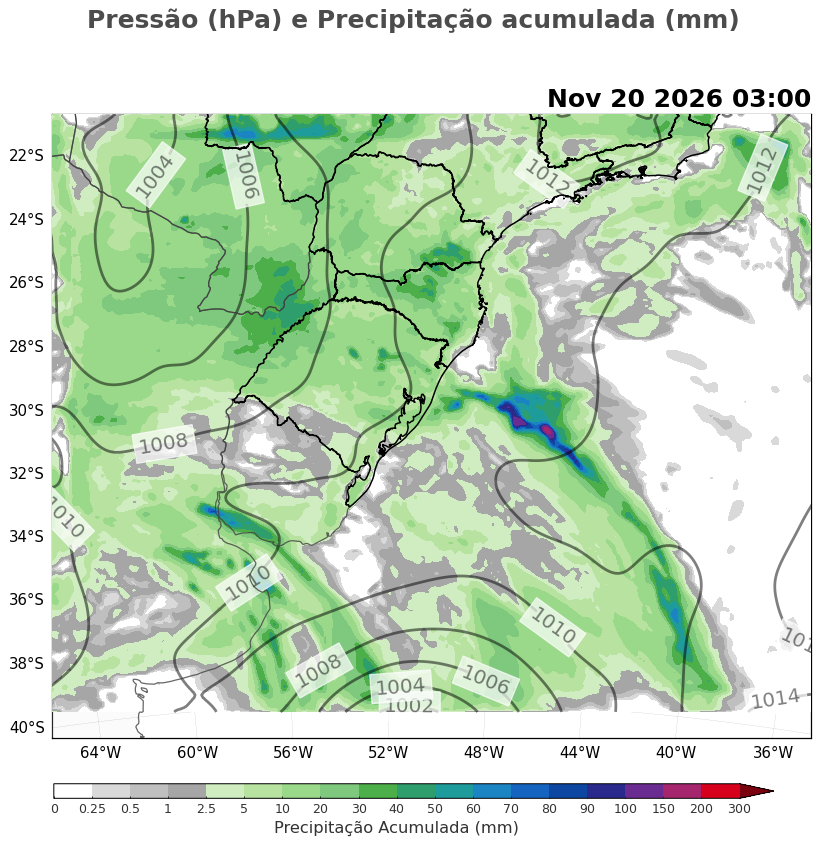 Pressão (hPa) e Precipitação acumulada (mm)
Nov 20 2026 03:00
22°S
24°S
26°S
28°S
30°S
32°S
34°S
36°S
38°S
40°S
1004
1006
1012
1012
1008
1010
1010
1010
1008
1006
1004
1002
1014
64°W 60°W 56°W 52°W 48°W 44°W 40°W 36°W
0 0.25 0.5 1 2.5 5 10 20 30 40 50 60 70 80 90 100 150 200 300
Precipitação Acumulada (mm)